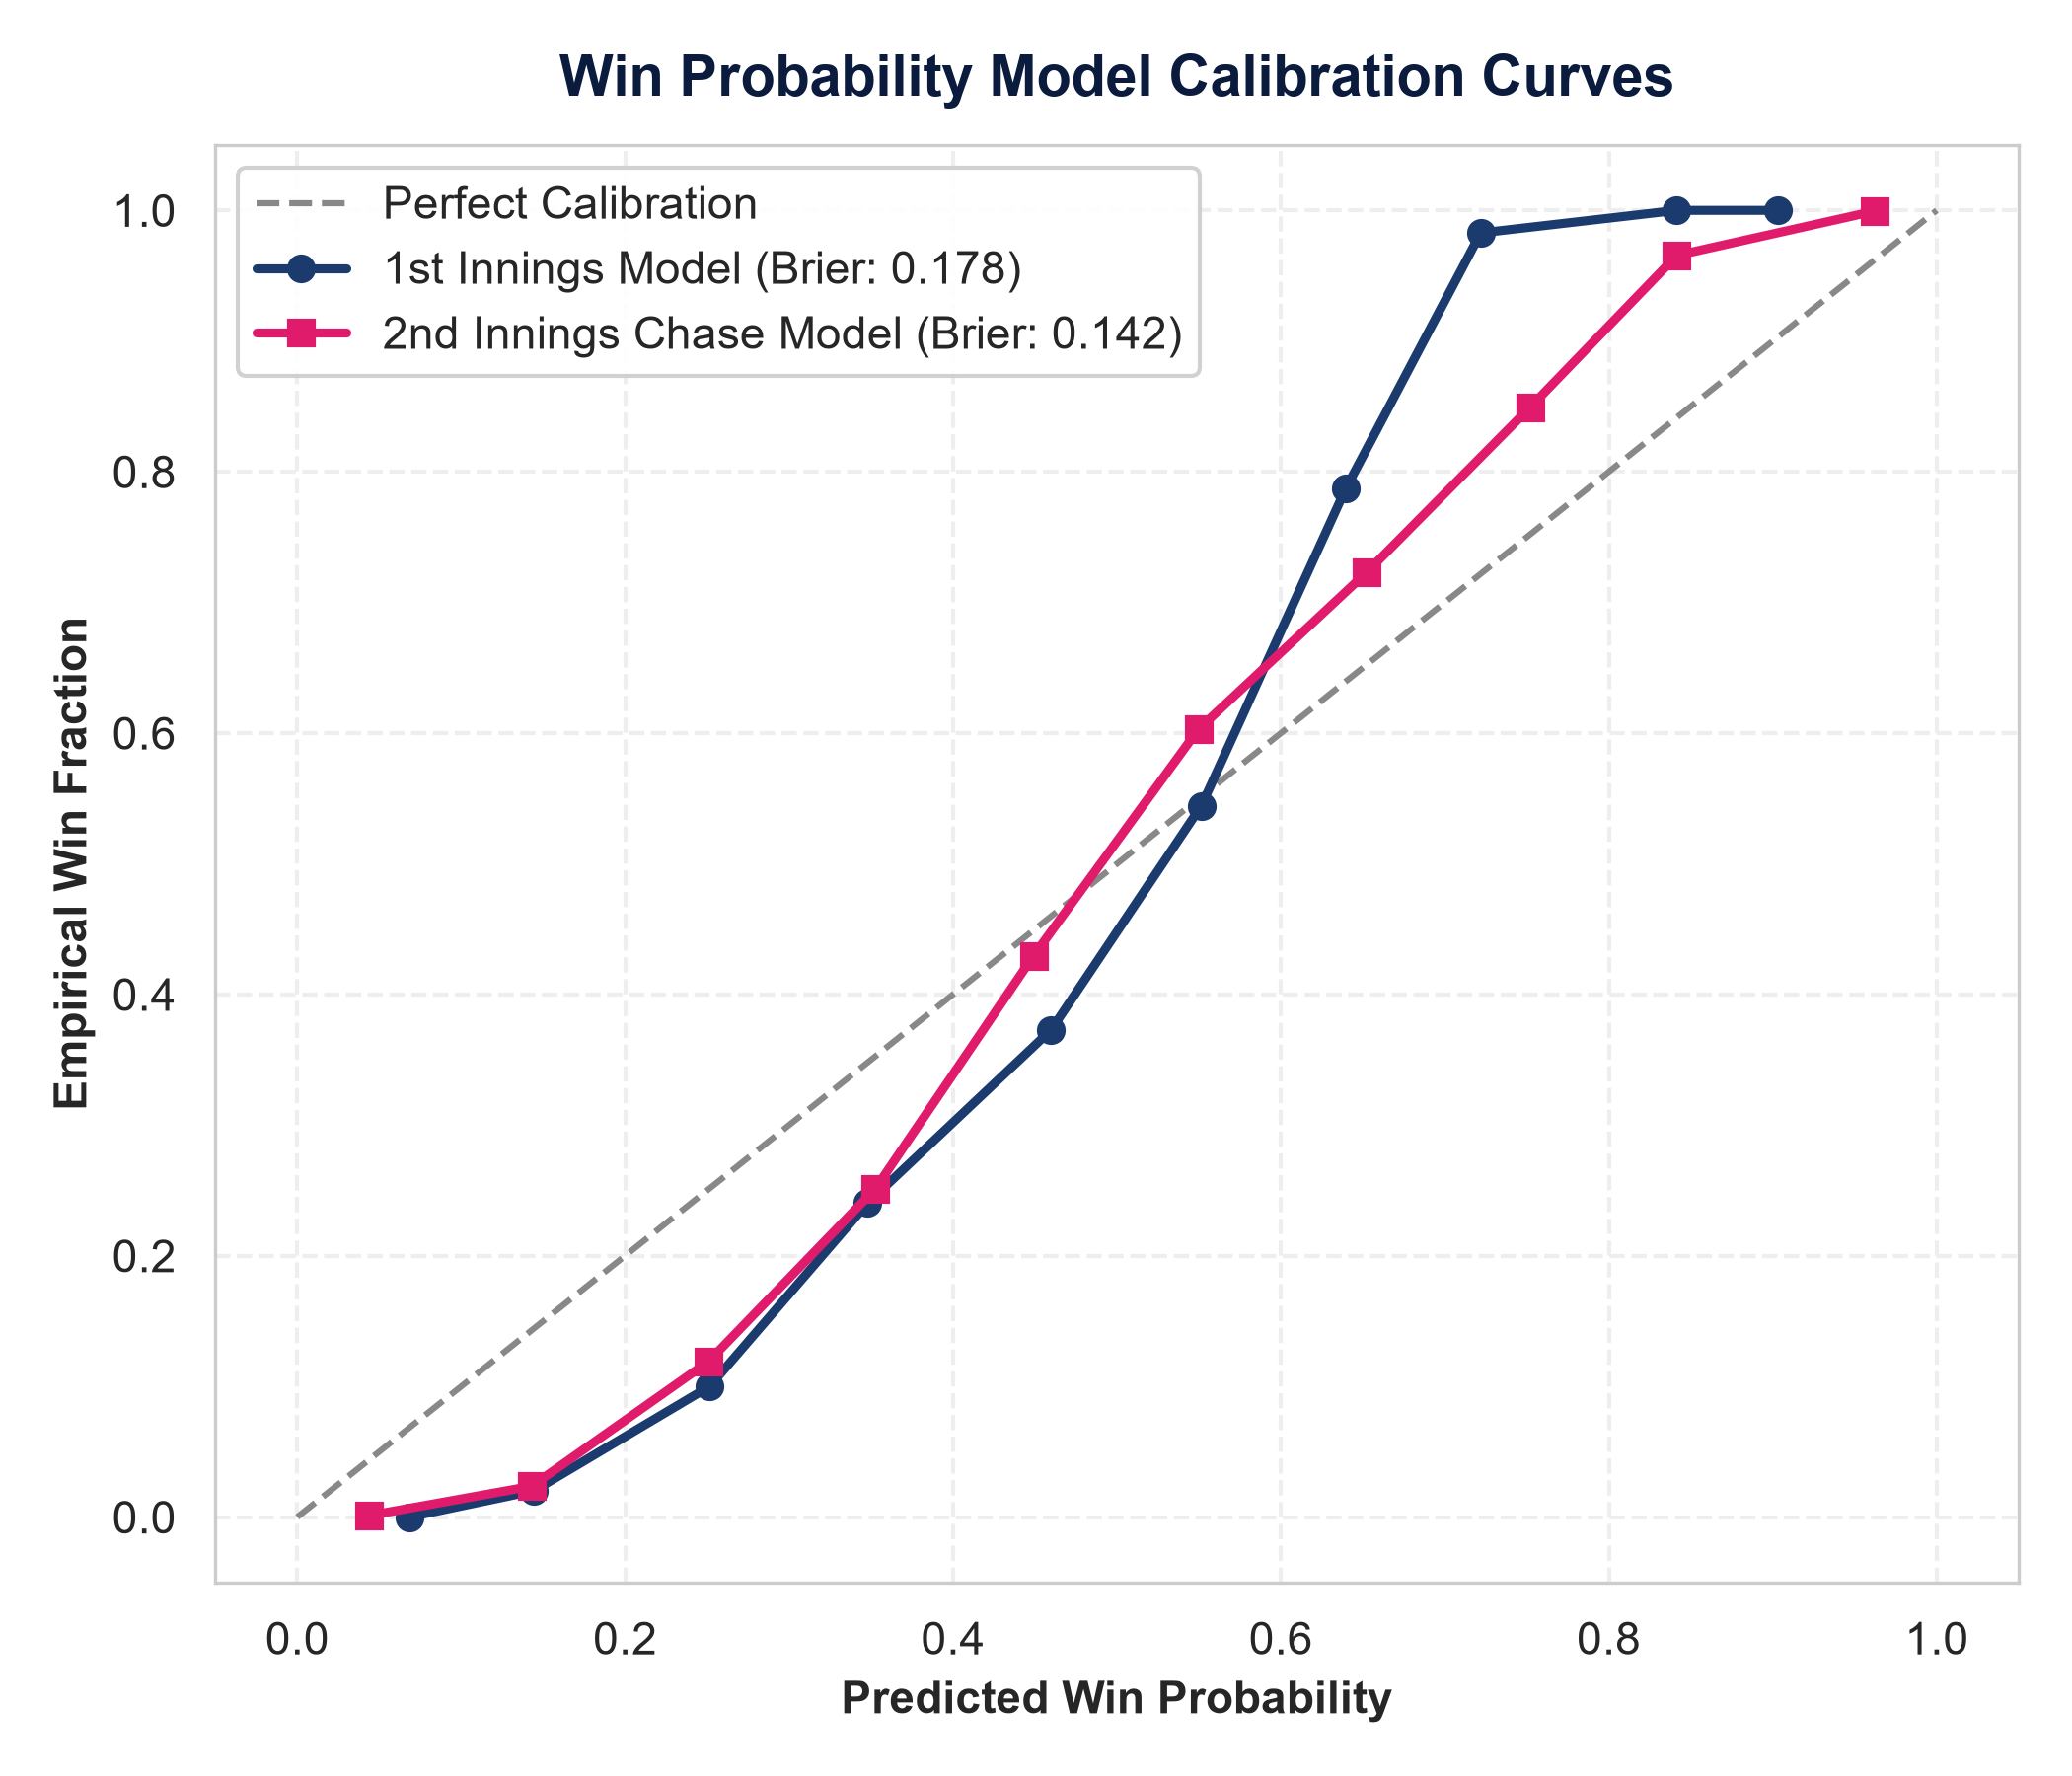 Win Probability Model Calibration Curves
Perfect Calibration
1st Innings Model (Brier: 0.178)
2nd Innings Chase Model (Brier: 0.142)
Empirical Win Fraction
1.0
0.8
0.6
0.4
0.2
0.0
0.0 0.2 0.4 0.6 0.8 1.0
Predicted Win Probability